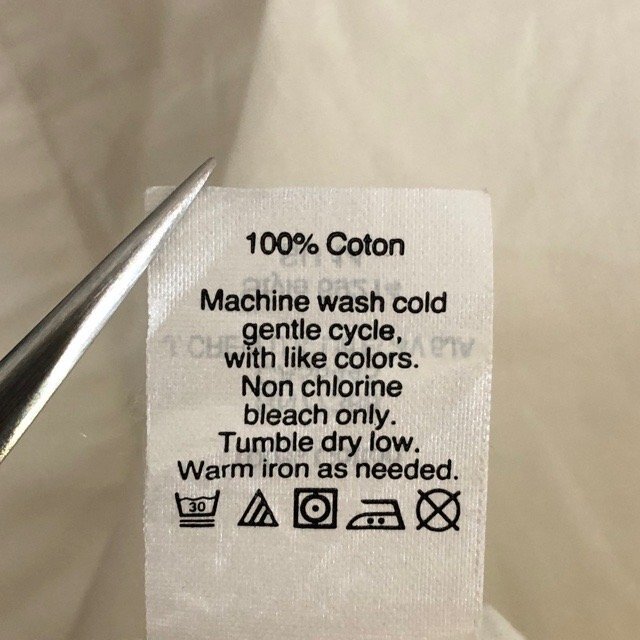 100% Coton
Machine wash cold
gentle cycle,
with like colors.
Non chlorine
bleach only.
Tumble dry low.
Warm iron as needed.
30